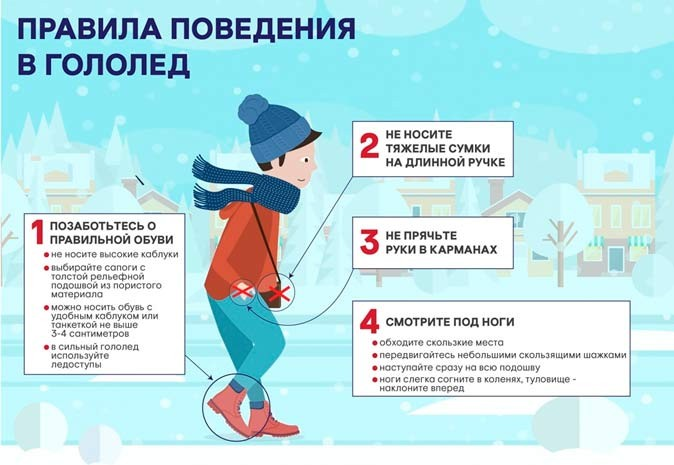 ПРАВИЛА ПОВЕДЕНИЯ
В ГОЛОЛЕД
1 ПОЗАБОТЬТЕСЬ О
ПРАВИЛЬНОЙ ОБУВИ
• не носите высокие каблуки
• выбирайте сапоги с
толстой рельефной
подошвой из пористого
материала
• можно носить обувь с
удобным каблуком или
танкеткой не выше
3-4 сантиметров
• в сильный гололед
используйте
ледоступы
2 НЕ НОСИТЕ
ТЯЖЕЛЫЕ СУМКИ
НА ДЛИННОЙ РУЧКЕ
3 НЕ ПРЯЧЬТЕ
РУКИ В КАРМАНАХ
4 СМОТРИТЕ ПОД НОГИ
• обходите скользкие места
• передвигайтесь небольшими скользящими шажками
• наступайте сразу на всю подошву
• ноги слегка согните в коленях, туловище -
наклоните вперед